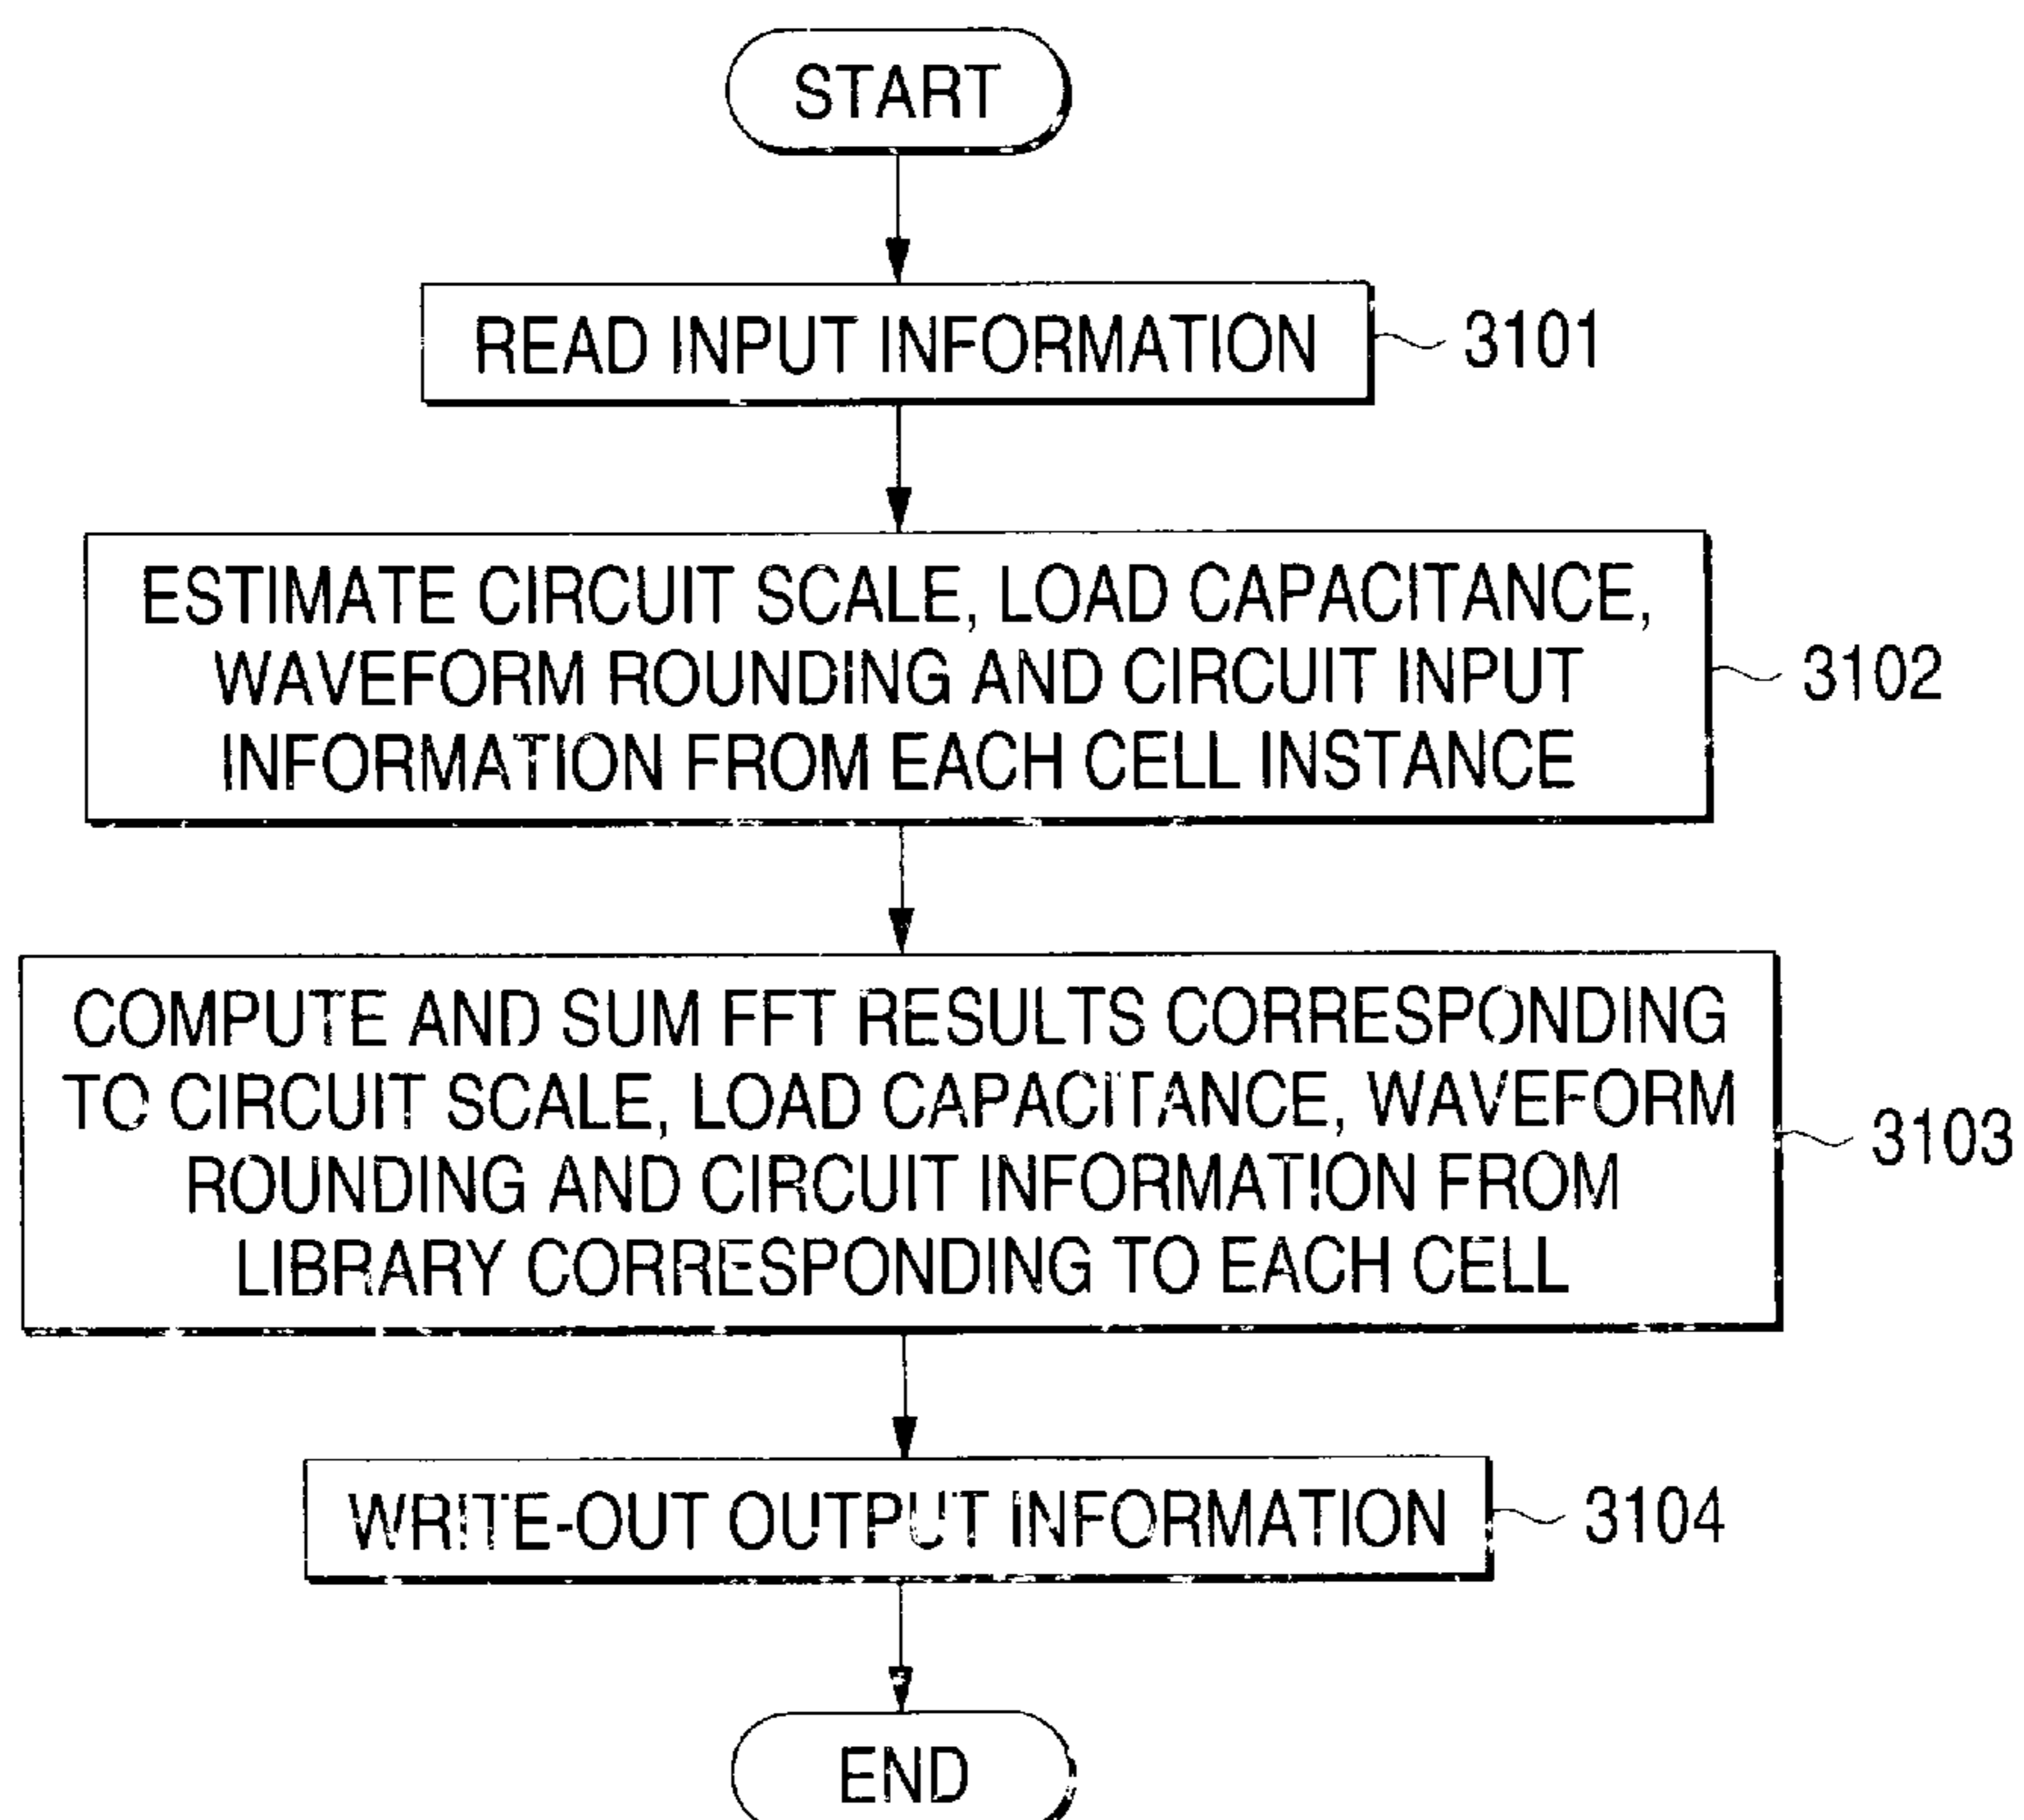 START
READ INPUT INFORMATION
3101
ESTIMATE CIRCUIT SCALE, LOAD CAPACITANCE,
WAVEFORM ROUNDING AND CIRCUIT INPUT
INFORMATION FROM EACH CELL INSTANCE
3102
COMPUTE AND SUM FFT RESULTS CORRESPONDING
TO CIRCUIT SCALE, LOAD CAPACITANCE, WAVEFORM
ROUNDING AND CIRCUIT INFORMATION FROM
LIBRARY CORRESPONDING TO EACH CELL
3103
WRITE-OUT OUTPUT INFORMATION
3104
END